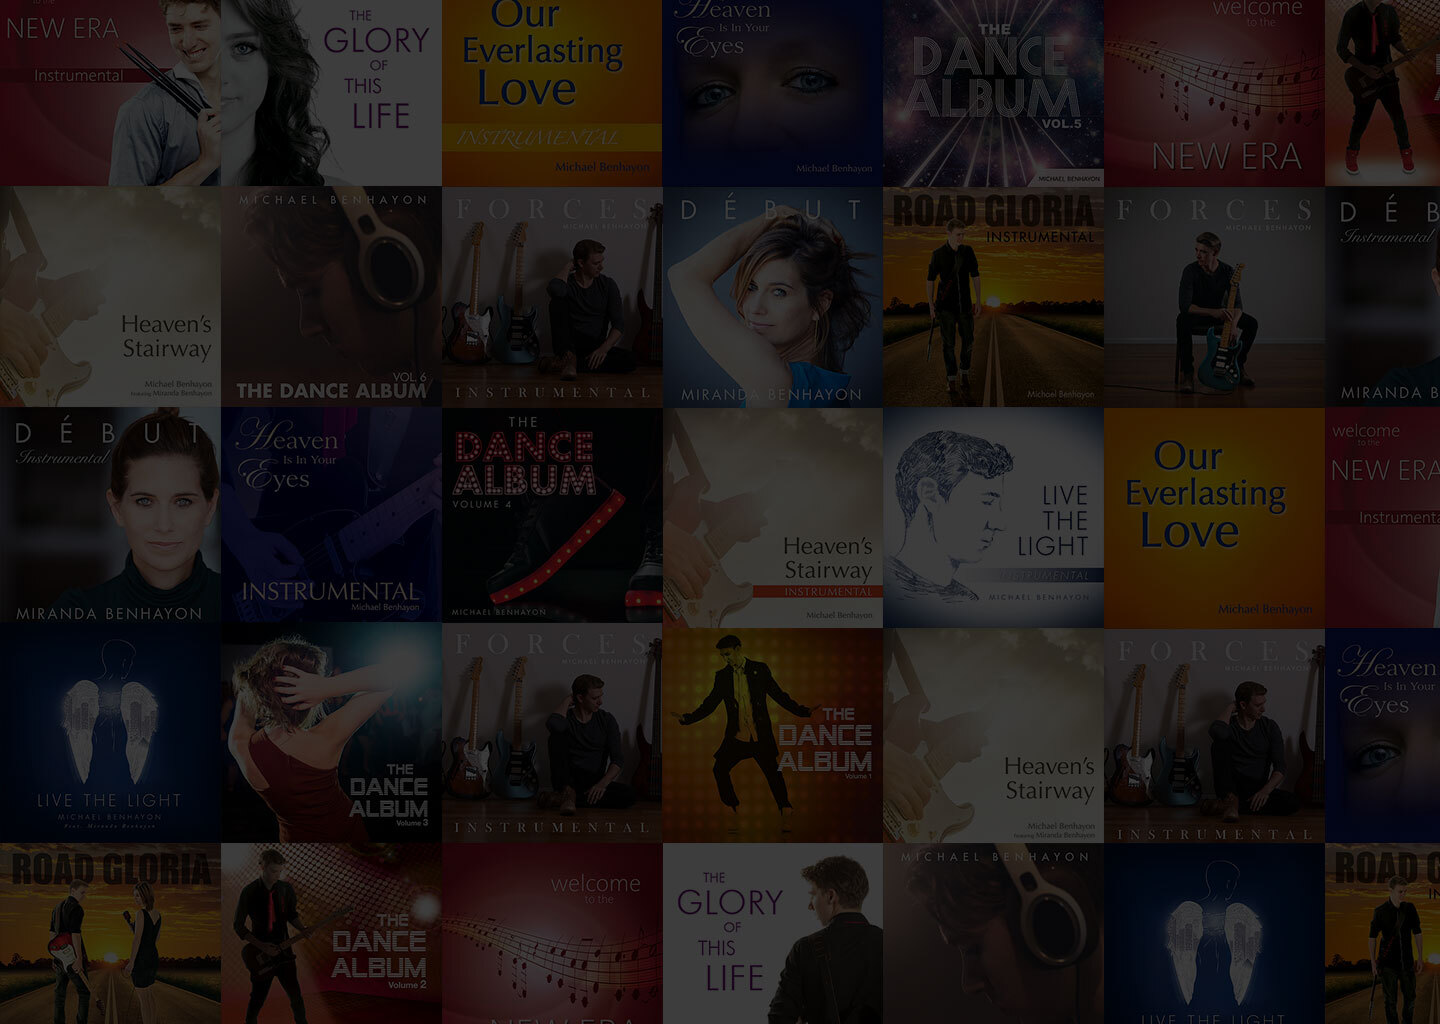 to the
NEW ERA
Instrumental
THE
GLORY
OF
THIS
LIFE
Our
Everlasting
Love
INSTRUMENTAL
Michael Benhayon
Heaven
Is In Your
Eyes
Michael Benhayon
THE
DANCE
ALBUM
VOL.5
MICHAEL BENHAYON
welcome
to the
NEW ERA
Heaven's
Stairway
Michael Benhayon
Featuring Miranda Benhayon
MICHAEL BENHAYON
VOL. 6
THE DANCE ALBUM
FORCES
MICHAEL BENHAYON
INSTRUMENTAL
DÉBUT
MIRANDA BENHAYON
ROAD GLORIA
INSTRUMENTAL
Michael Benhayon
FORCES
MICHAEL BENHAYON
DÉB
Instrumental
MIRANDA B
DÉBUT
Instrumental
MIRANDA BENHAYON
Heaven
Is In Your
Eyes
INSTRUMENTAL
Michael Benhayon
THE
DANCE
ALBUM
VOLUME 4
MICHAEL BENHAYON
Heaven's
Stairway
INSTRUMENTAL
Michael Benhayon
LIVE
THE
LIGHT
INSTRUMENTAL
MICHAEL BENHAYON
Our
Everlasting
Love
Michael Benhayon
welcome
to the
NEW ERA
Instrumenta
LIVE THE LIGHT
MICHAEL BENHAYON
Feat. Miranda Benhayon
THE
DANCE
ALBUM
Volume 3
FORCES
MICHAEL BENHAYON
INSTRUMENTAL
THE
DANCE
ALBUM
Volume 1
Heaven's
Stairway
Michael Benhayon
Featuring Miranda Benhayon
FORCES
MICHAEL BENHAYON
INSTRUMENTAL
Heaven
Is In Your
Eyes
ROAD GLORIA
THE
DANCE
ALBUM
Volume 2
welcome
to the
NEW ERA
THE
GLORY
OF
THIS
LIFE
MICHAEL BENHAYON
LIVE THE LIGHT
ROAD G